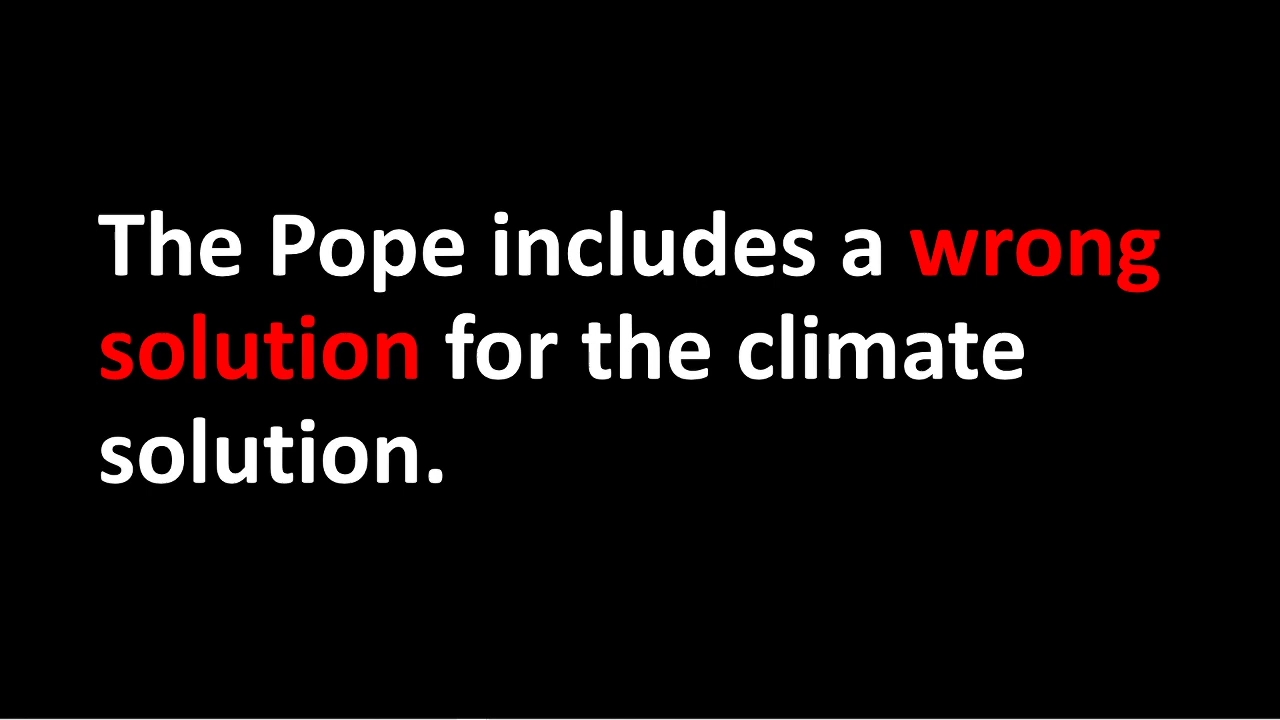 The Pope includes a wrong
solution for the climate
solution.